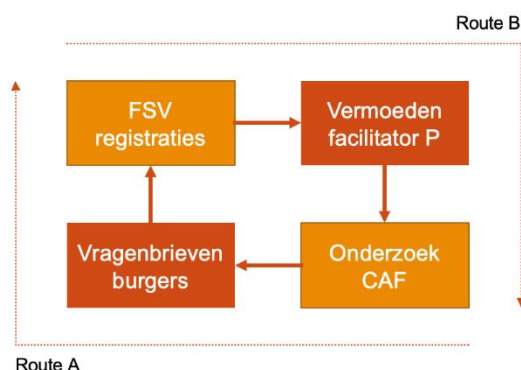 Route B
FSV
registraties
Vermoeden
facilitator P
Vragenbrieven
burgers
Onderzoek
CAF
Route A